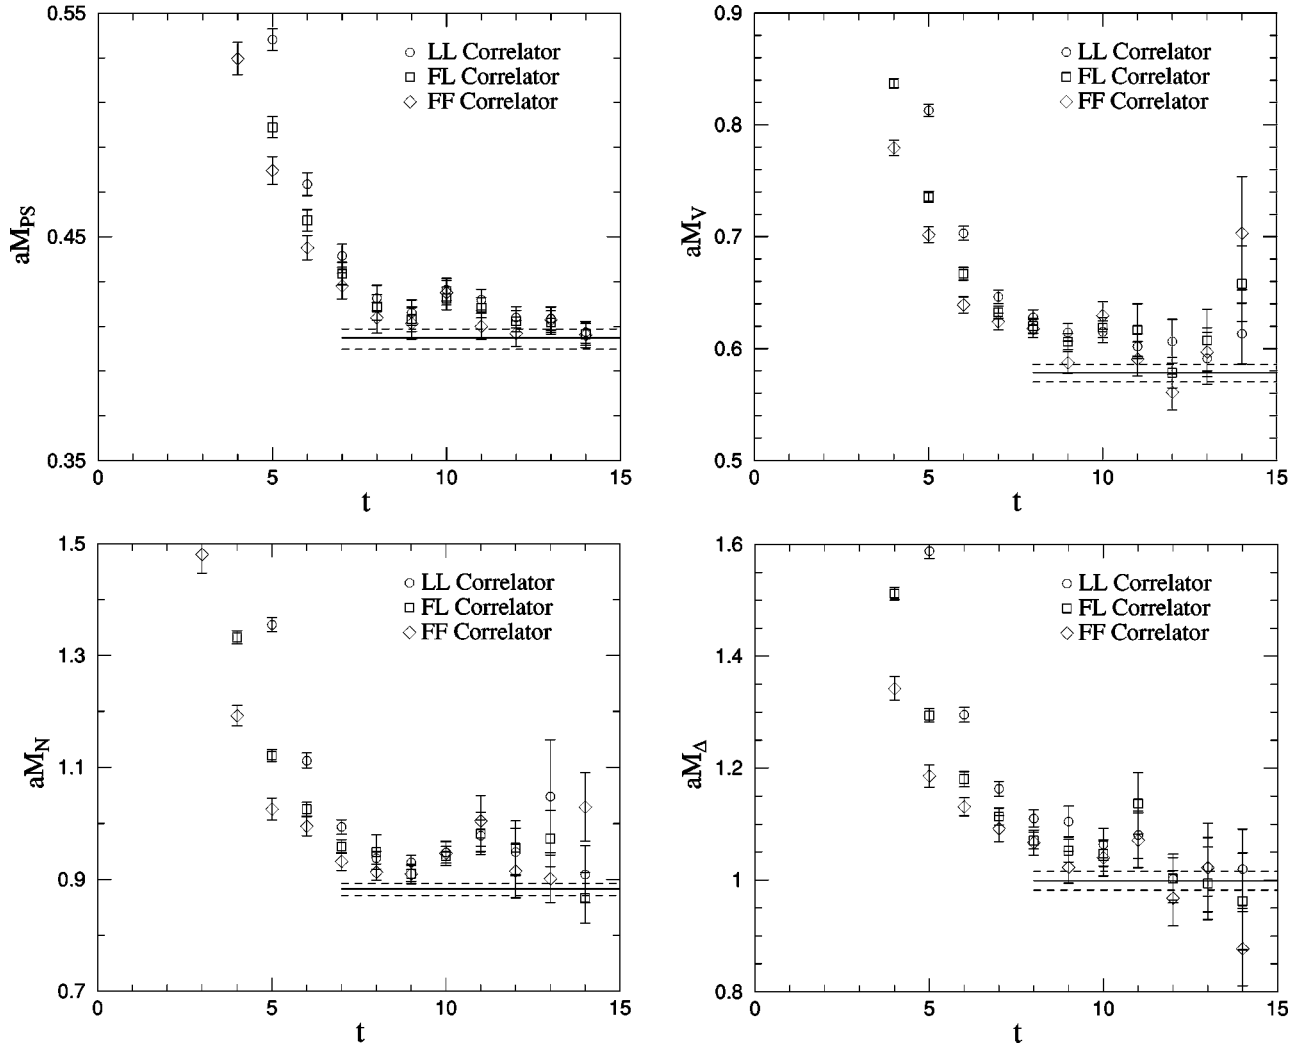 0.55
LL Correlator
FL Correlator
FF Correlator
aM_PS
0.45
0.35
0 5 10 15
t
0.9
LL Correlator
FL Correlator
FF Correlator
0.8
aM_V
0.7
0.6
0.5
0 5 10 15
t
1.5
LL Correlator
FL Correlator
FF Correlator
1.3
aM_N
1.1
0.9
0.7
0 5 10 15
t
1.6
LL Correlator
FL Correlator
FF Correlator
1.4
aM_Δ
1.2
1
0.8
0 5 10 15
t